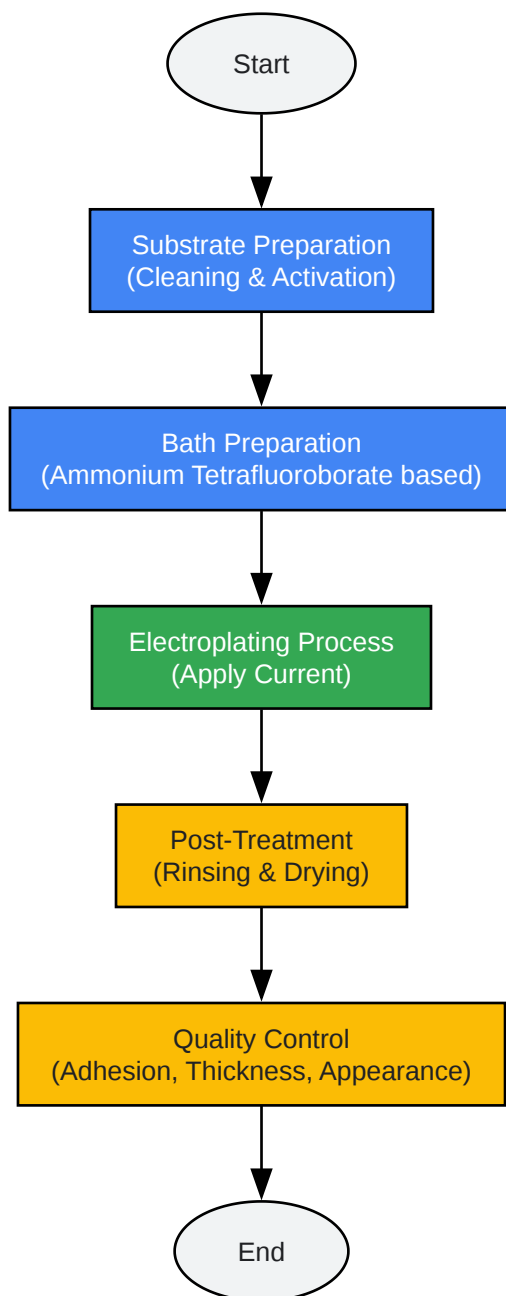 Start
Substrate Preparation
(Cleaning & Activation)
Bath Preparation
(Ammonium Tetrafluoroborate based)
Electroplating Process
(Apply Current)
Post-Treatment
(Rinsing & Drying)
Quality Control
(Adhesion, Thickness, Appearance)
End